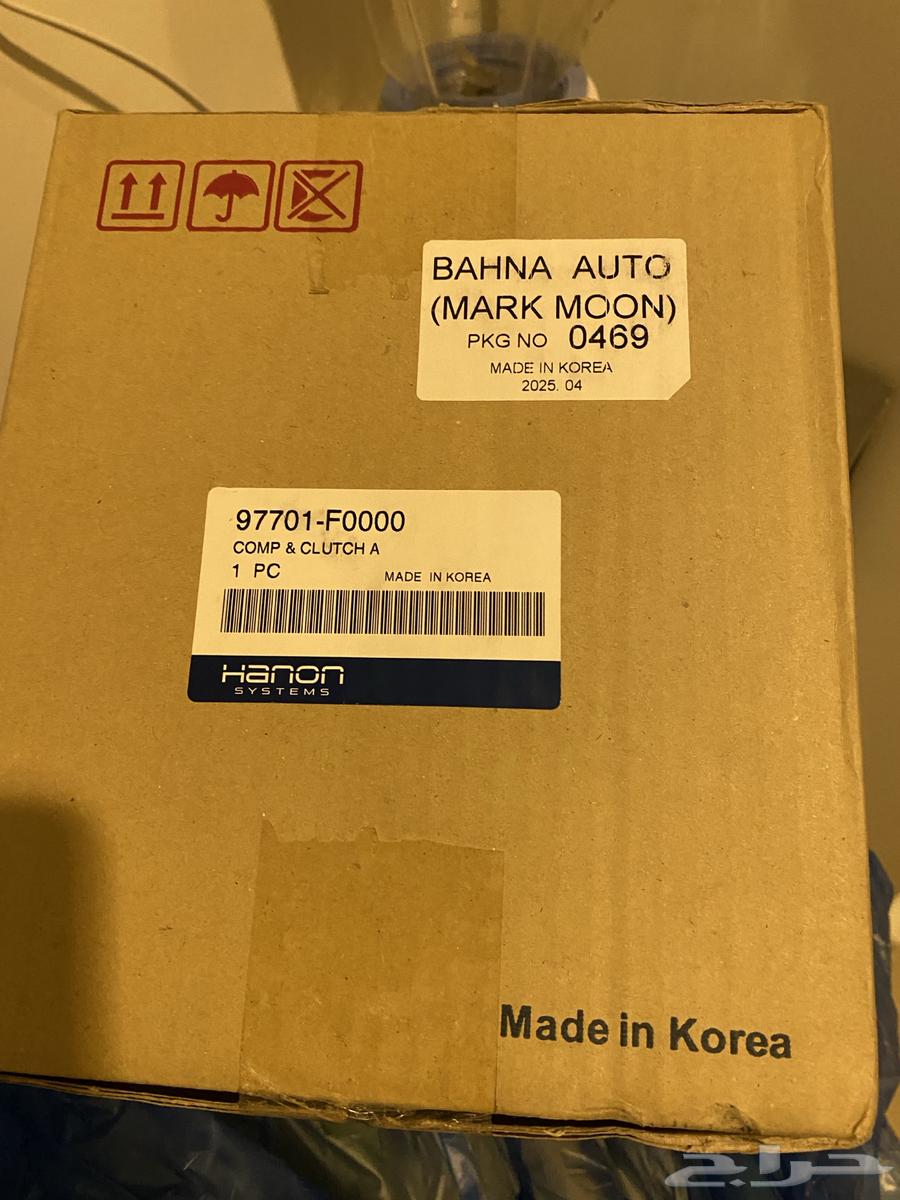 BAHNA AUTO
(MARK MOON)
PKG NO 0469
MADE IN KOREA
2025. 04
97701-F0000
COMP & CLUTCH A
1 PC MADE IN KOREA
Hanon
SYSTEMS
Made in Korea
حراج